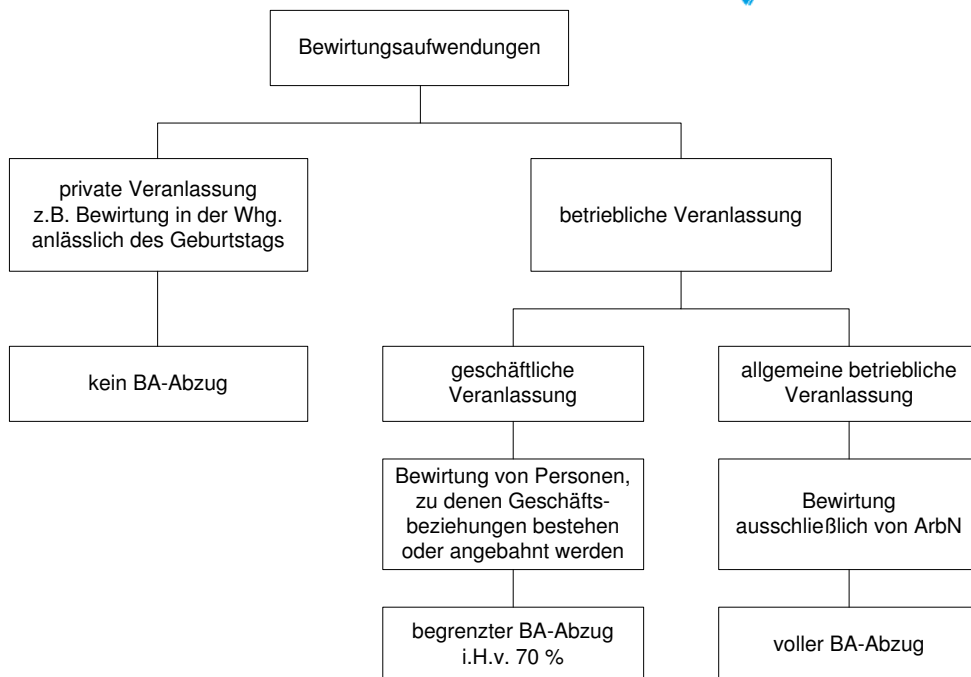 Bewirtungsaufwendungen
private Veranlassung
z.B. Bewirtung in der Whg.
anlässlich des Geburtstags
betriebliche Veranlassung
kein BA-Abzug
geschäftliche
Veranlassung
allgemeine betriebliche
Veranlassung
Bewirtung von Personen,
zu denen Geschäfts-
beziehungen bestehen
oder angebahnt werden
Bewirtung
ausschließlich von ArbN
begrenzter BA-Abzug
i.H.v. 70 %
voller BA-Abzug